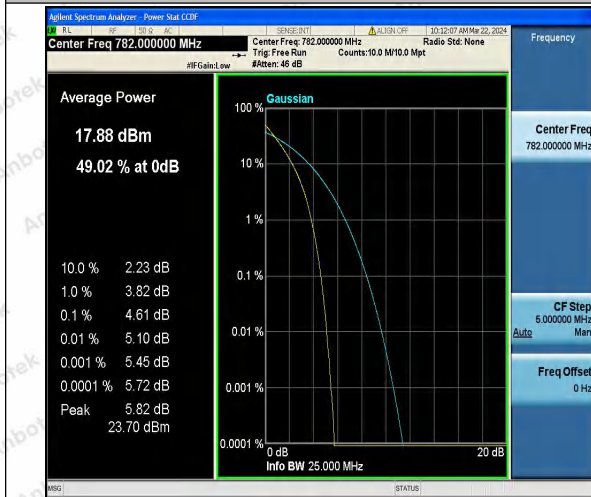 Agilent Spectrum Analyzer - Power Stat CCDF
RL RF 50 Ω AC SENSE:INT ALIGN OFF 10:12:07 AM Mar 22, 2024
Center Freq 782.000000 MHz
Center Freq: 782.000000 MHz Radio Std: None
Trig: Free Run Counts:10.0 M/10.0 Mpt
#IFGain:Low #Atten: 46 dB
Frequency
Average Power
17.88 dBm
49.02 % at 0dB
10.0 % 2.23 dB
1.0 % 3.82 dB
0.1 % 4.61 dB
0.01 % 5.10 dB
0.001 % 5.45 dB
0.0001 % 5.72 dB
Peak 5.82 dB
23.70 dBm
Gaussian
100 %
10 %
1 %
0.1 %
0.01 %
0.001 %
0.0001 %
0 dB 20 dB
Info BW 25.000 MHz
Center Freq
782.000000 MHz
CF Step
5.000000 MHz
Auto Man
Freq Offset
0 Hz
MSG STATUS